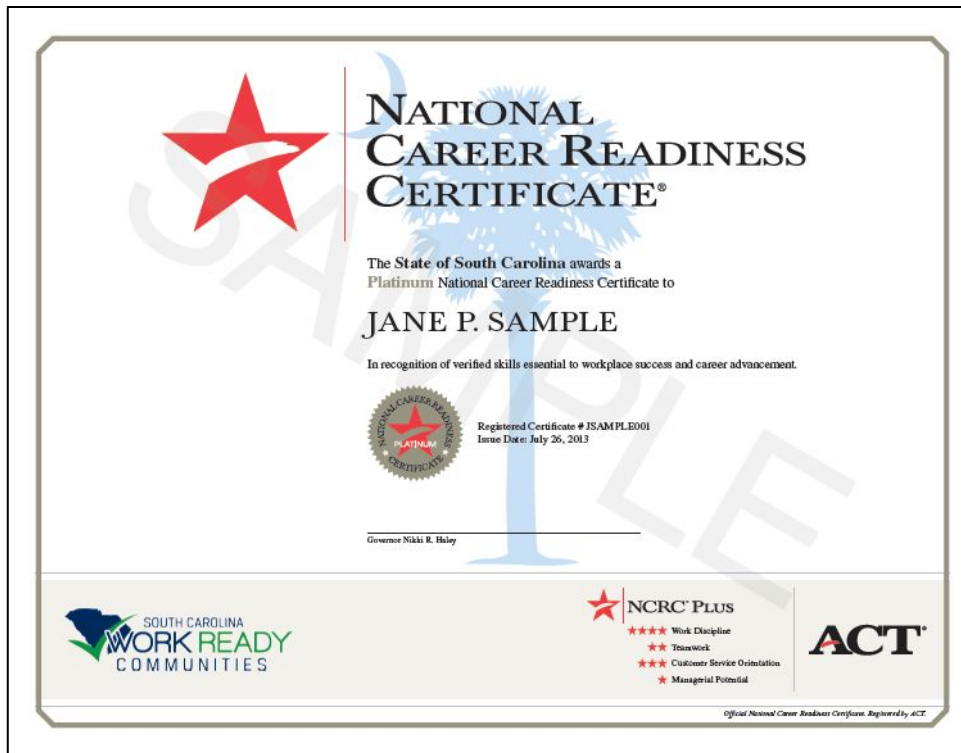 NATIONAL
CAREER READINESS
CERTIFICATE®
The State of South Carolina awards a
Platinum National Career Readiness Certificate to
JANE P. SAMPLE
In recognition of verified skills essential to workplace success and career advancement.
NATIONAL CAREER READINESS
PLATINUM
CERTIFICATE
Registered Certificate # JSAMPLE001
Issue Date: July 26, 2013
Governor Nikki R. Haley
SAMPLE
SOUTH CAROLINA
WORK READY
COMMUNITIES
NCRC™ PLUS
Work Discipline
Teamwork
Customer Service Orientation
Managerial Potential
ACT®
Official National Career Readiness Certificate. Registered by ACT.